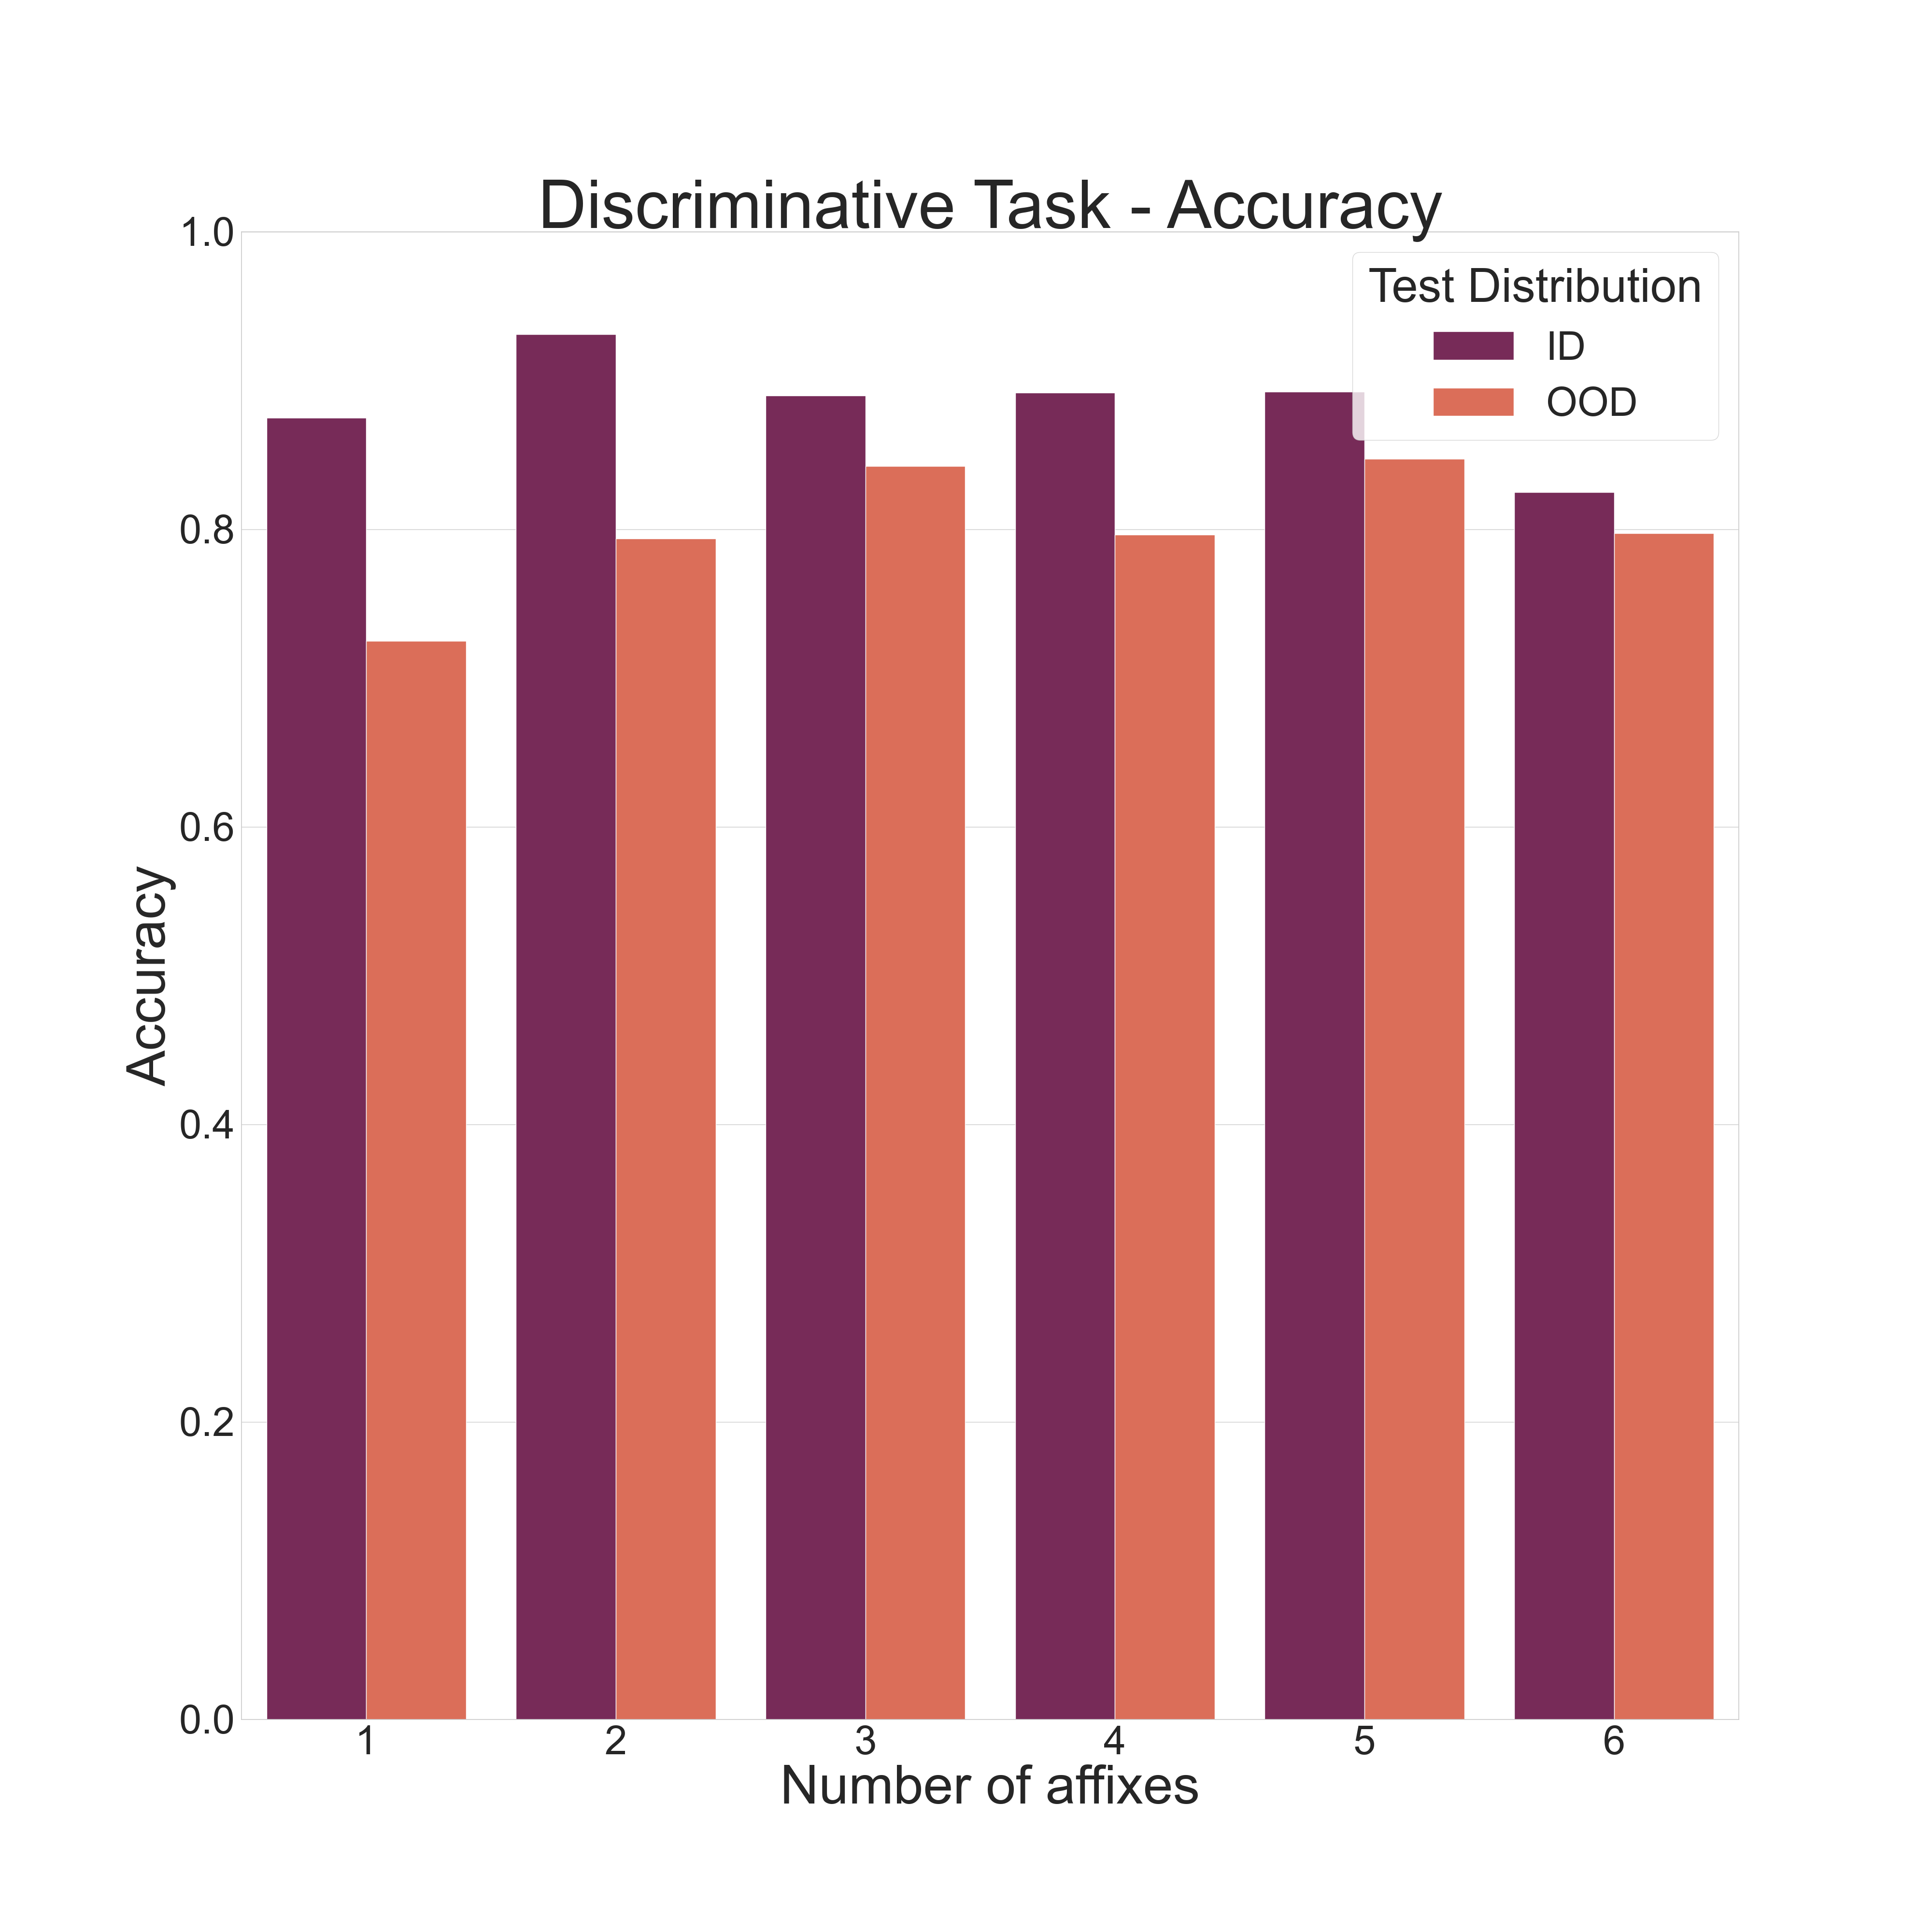 Discriminative Task - Accuracy
1.0
0.8
0.6
0.4
0.2
0.0
Accuracy
Test Distribution
ID
OOD
1 2 3 4 5 6
Number of affixes